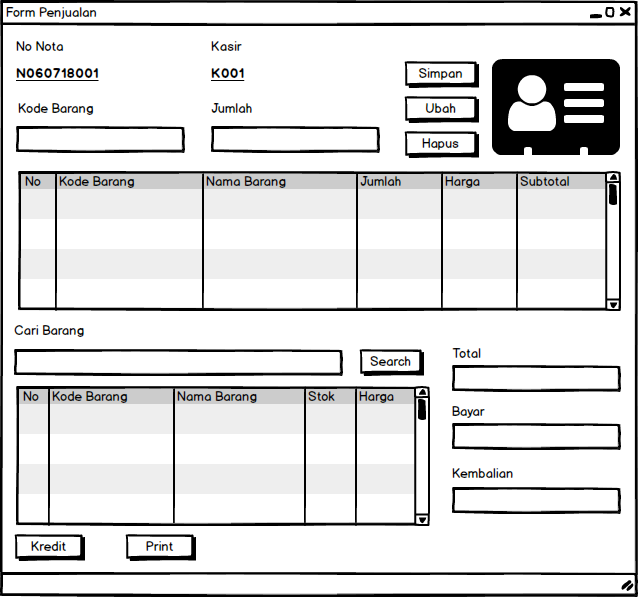 Form Penjualan
No Nota
Kasir
N060718001
K001
Simpan
Kode Barang
Jumlah
Ubah
Hapus
No Kode Barang Nama Barang Jumlah Harga Subtotal
Cari Barang
Search
Total
No Kode Barang Nama Barang Stok Harga
Bayar
Kembalian
Kredit
Print